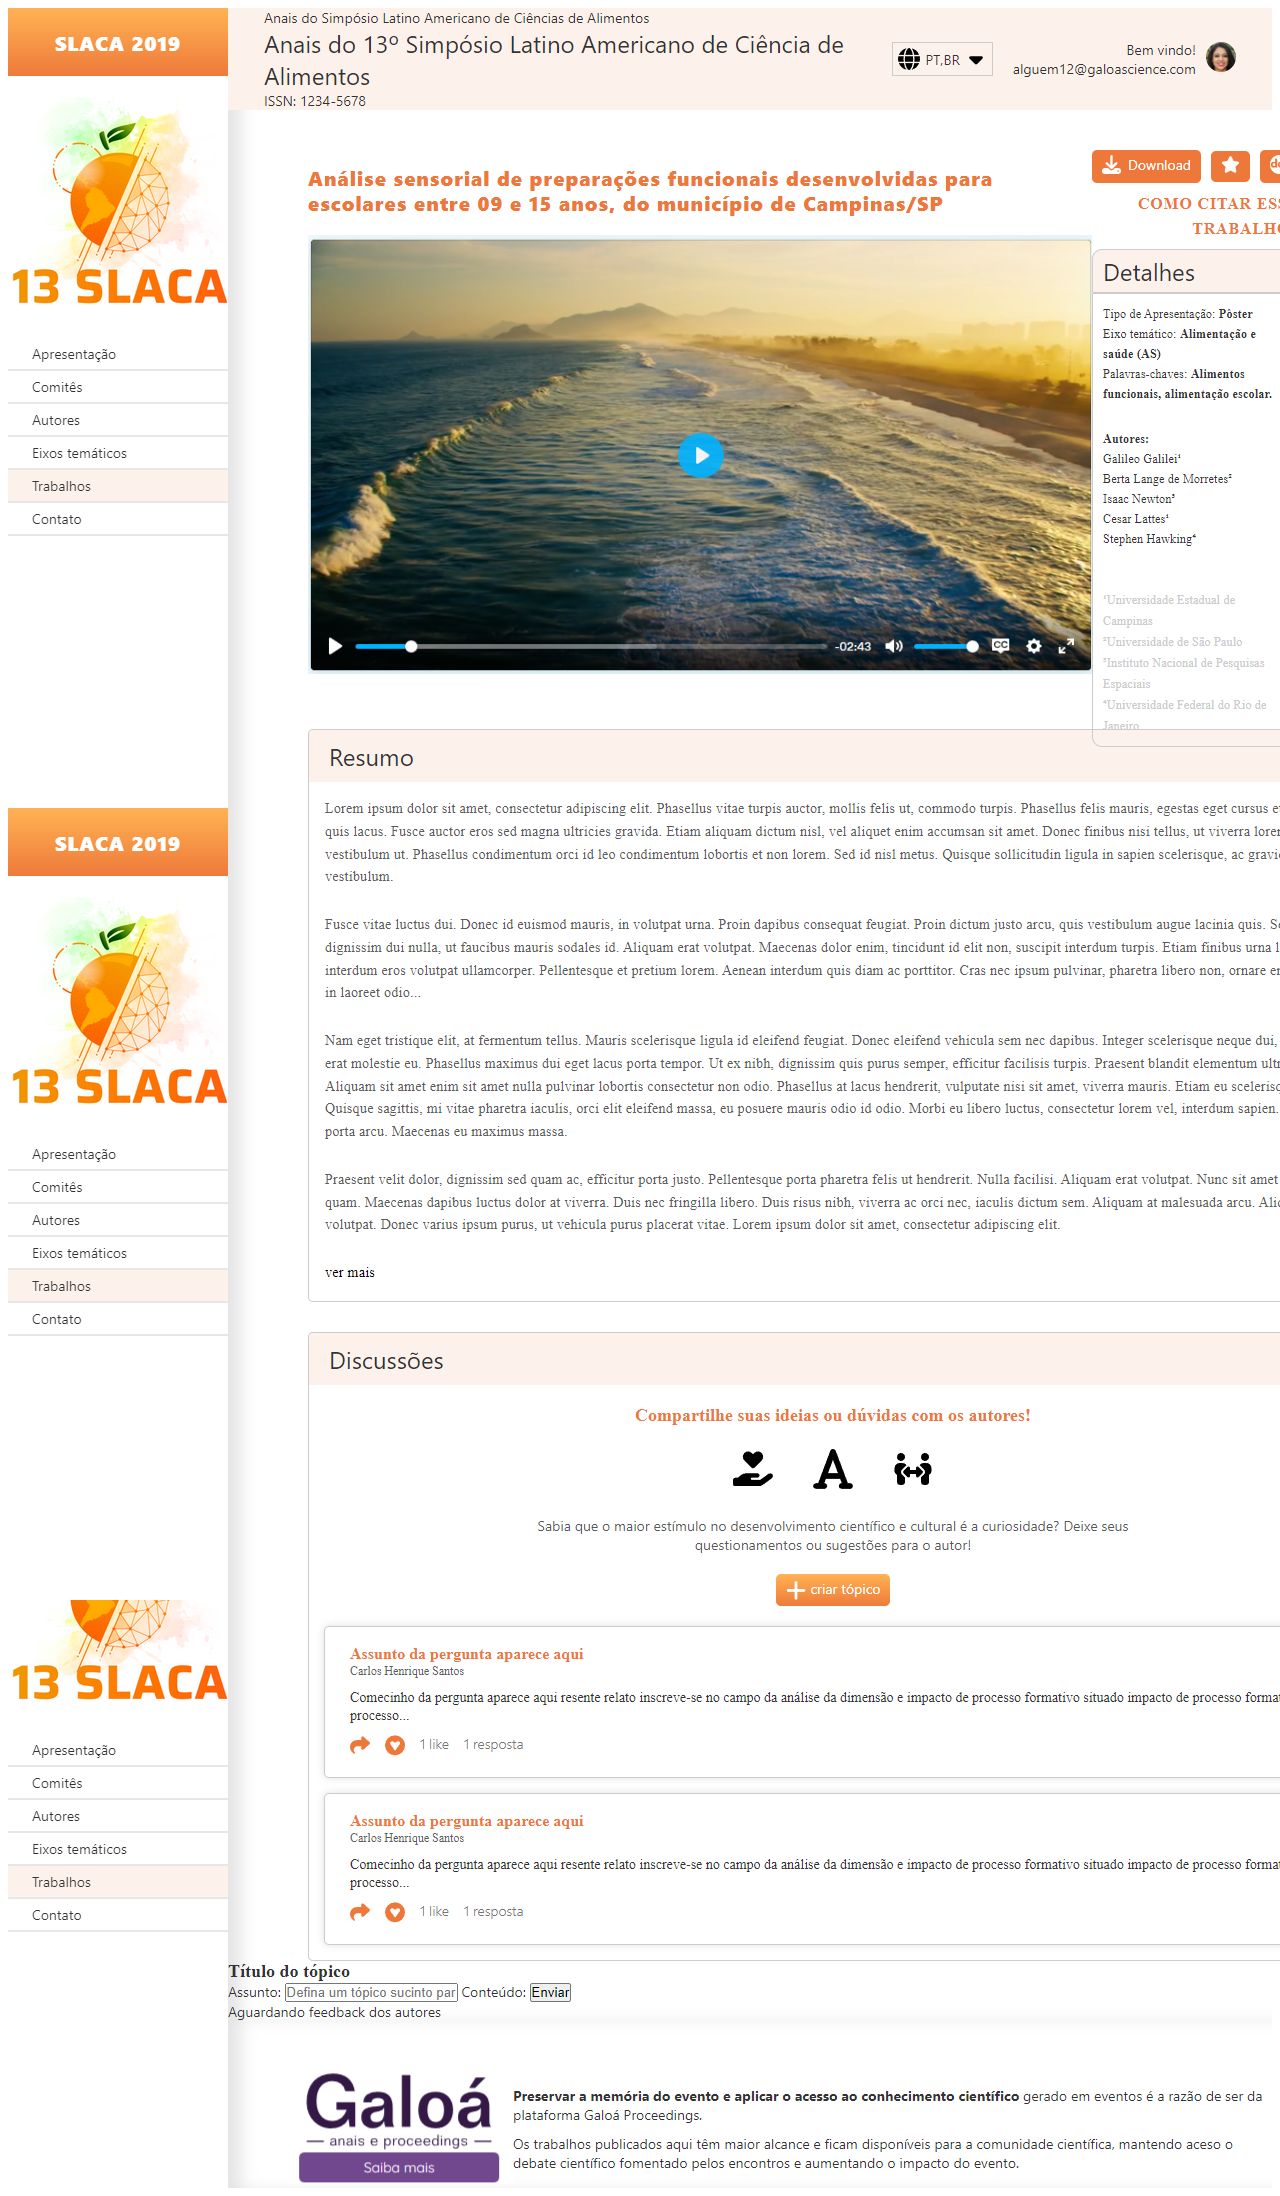 SLACA 2019
13 SLACA
Apresentação
Comitês
Autores
Eixos temáticos
Trabalhos
Contato
Anais do Simpósio Latino Americano de Ciências de Alimentos
Anais do 13º Simpósio Latino Americano de Ciência de
Alimentos
ISSN: 1234-5678
PT,BR
Bem vindo!
alguem12@galoascience.com
Análise sensorial de preparações funcionais desenvolvidas para
escolares entre 09 e 15 anos, do município de Campinas/SP
-02:43
CC
Download
COMO CITAR ESS
TRABALHO
Detalhes
Tipo de Apresentação: Pôster
Eixo temático: Alimentação e
saúde (AS)
Palavras-chaves: Alimentos
funcionais, alimentação escolar.
Autores:
Galileo Galilei¹
Berta Lange de Morretes²
Isaac Newton³
Cesar Lattes¹
Stephen Hawking⁴
¹Universidade Estadual de
Campinas
²Universidade de São Paulo
³Instituto Nacional de Pesquisas
Espaciais
⁴Universidade Federal do Rio de
Janeiro
SLACA 2019
13 SLACA
Apresentação
Comitês
Autores
Eixos temáticos
Trabalhos
Contato
Resumo
Lorem ipsum dolor sit amet, consectetur adipiscing elit. Phasellus vitae turpis auctor, mollis felis ut, commodo turpis. Phasellus felis mauris, egestas eget cursus e
quis lacus. Fusce auctor eros sed magna ultricies gravida. Etiam aliquam dictum nisl, vel aliquet enim accumsan sit amet. Donec finibus nisi tellus, ut viverra lore
vestibulum ut. Phasellus condimentum orci id leo condimentum lobortis et non lorem. Sed id nisl metus. Quisque sollicitudin ligula in sapien scelerisque, ac gravi
vestibulum.
Fusce vitae luctus dui. Donec id euismod mauris, in volutpat urna. Proin dapibus consequat feugiat. Proin dictum justo arcu, quis vestibulum augue lacinia quis. S
dignissim dui nulla, ut faucibus mauris sodales id. Aliquam erat volutpat. Maecenas dolor enim, tincidunt id elit non, suscipit interdum turpis. Etiam finibus urna l
interdum eros volutpat ullamcorper. Pellentesque et pretium lorem. Aenean interdum quis diam ac porttitor. Cras nec ipsum pulvinar, pharetra libero non, ornare e
in laoreet odio...
Nam eget tristique elit, at fermentum tellus. Mauris scelerisque ligula id eleifend feugiat. Donec eleifend vehicula sem nec dapibus. Integer scelerisque neque dui,
erat molestie eu. Phasellus maximus dui eget lacus porta tempor. Ut ex nibh, dignissim quis purus semper, efficitur facilisis turpis. Praesent blandit elementum ult
Aliquam sit amet enim sit amet nulla pulvinar lobortis consectetur non odio. Phasellus at lacus hendrerit, vulputate nisi sit amet, viverra mauris. Etiam eu sceleris
Quisque sagittis, mi vitae pharetra iaculis, orci elit eleifend massa, eu posuere mauris odio id odio. Morbi eu libero luctus, consectetur lorem vel, interdum sapien.
porta arcu. Maecenas eu maximus massa.
Praesent velit dolor, dignissim sed quam ac, efficitur porta justo. Pellentesque porta pharetra felis ut hendrerit. Nulla facilisi. Aliquam erat volutpat. Nunc sit amet
quam. Maecenas dapibus luctus dolor at viverra. Duis nec fringilla libero. Duis risus nibh, viverra ac orci nec, iaculis dictum sem. Aliquam at malesuada arcu. Ali
volutpat. Donec varius ipsum purus, ut vehicula purus placerat vitae. Lorem ipsum dolor sit amet, consectetur adipiscing elit.
ver mais
Discussões
Compartilhe suas ideias ou dúvidas com os autores!
Sabia que o maior estímulo no desenvolvimento científico e cultural é a curiosidade? Deixe seus
questionamentos ou sugestões para o autor!
criar tópico
Assunto da pergunta aparece aqui
Carlos Henrique Santos
Comecinho da pergunta aparece aqui resente relato inscreve-se no campo da análise da dimensão e impacto de processo formativo situado impacto de processo forma
processo...
1 like 1 resposta
Assunto da pergunta aparece aqui
Carlos Henrique Santos
Comecinho da pergunta aparece aqui resente relato inscreve-se no campo da análise da dimensão e impacto de processo formativo situado impacto de processo forma
processo...
1 like 1 resposta
13 SLACA
Apresentação
Comitês
Autores
Eixos temáticos
Trabalhos
Contato
Título do tópico
Assunto: Defina um tópico sucinto par Conteúdo: Enviar
Aguardando feedback dos autores
Galoá
anais e proceedings
Saiba mais
Preservar a memória do evento e aplicar o acesso ao conhecimento científico gerado em eventos é a razão de ser da
plataforma Galoá Proceedings.
Os trabalhos publicados aqui têm maior alcance e ficam disponíveis para a comunidade científica, mantendo aceso o
debate científico fomentado pelos encontros e aumentando o impacto do evento.